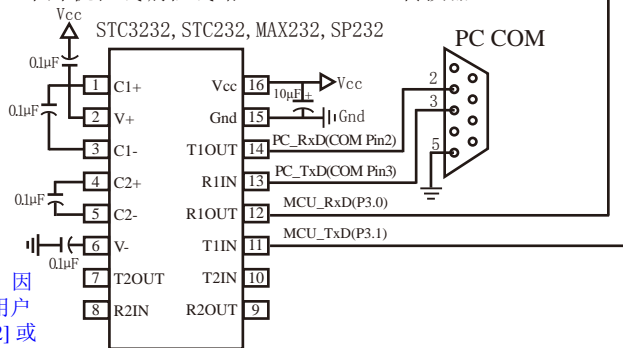 Vcc
STC3232,STC232,MAX232,SP232
PC COM
0.1μF
1 C1+ Vcc 16 Vcc
10μF +
0.1μF
2 V+ Gnd 15 Gnd
2
3
3 C1- T1OUT 14 PC_RxD(COM Pin2)
5
4 C2+ R1IN 13 PC_TxD(COM Pin3)
0.1μF
5 C2- R1OUT 12 MCU_RxD(P3.0)
6 V- T1IN 11 MCU_TxD(P3.1)
0.1μF
7 T2OUT T2IN 10
8 R2IN R2OUT 9
因
用户
] 或